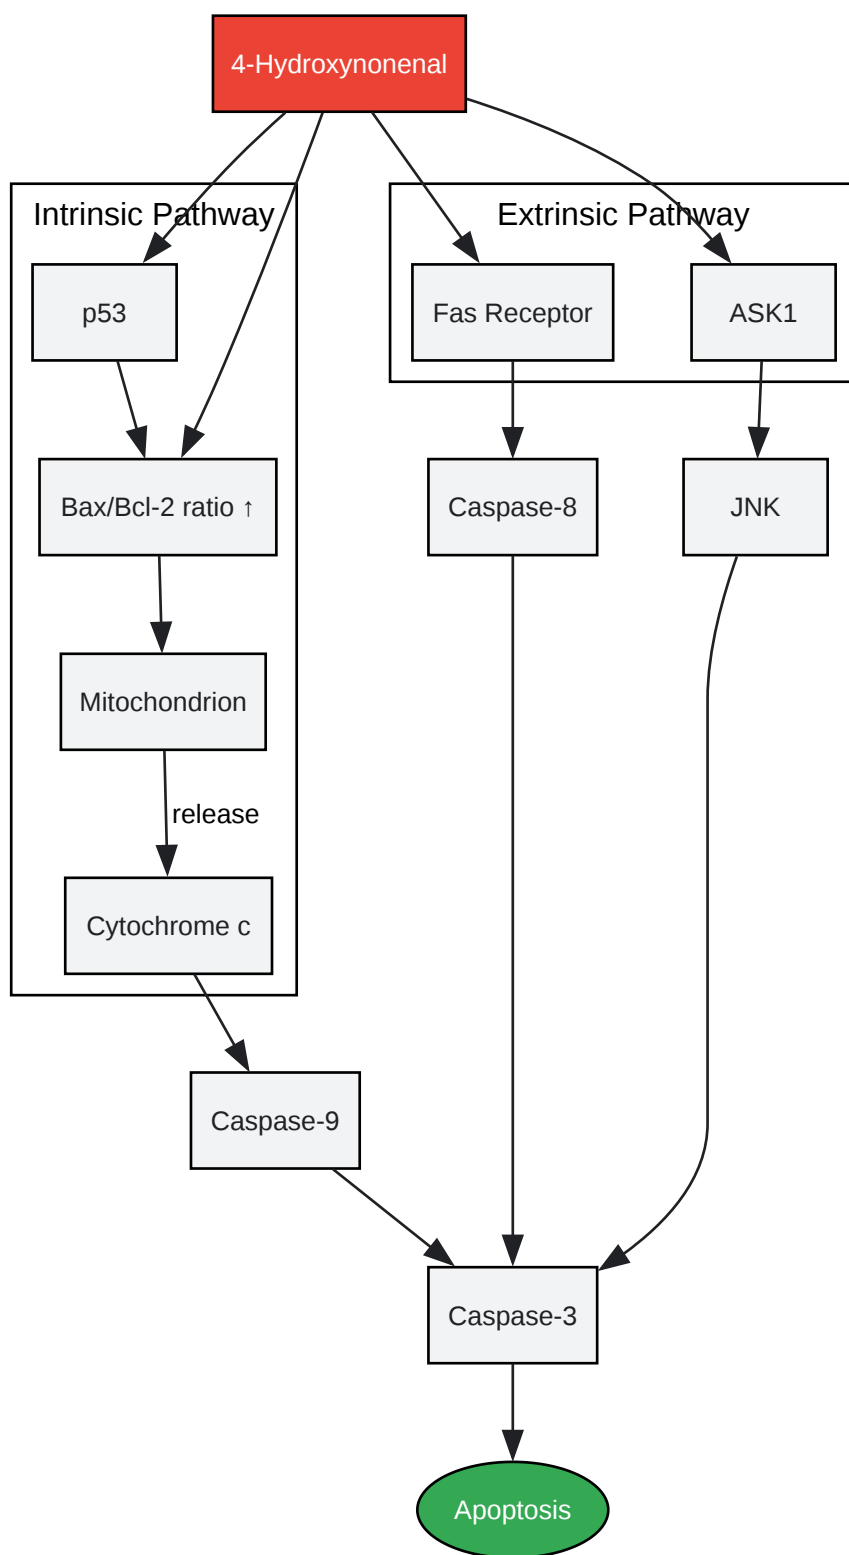 4-Hydroxynonenal
Intrinsic Pathway
Extrinsic Pathway
p53
Fas Receptor
ASK1
Bax/Bcl-2 ratio ↑
Caspase-8
JNK
Mitochondrion
release
Cytochrome c
Caspase-9
Caspase-3
Apoptosis